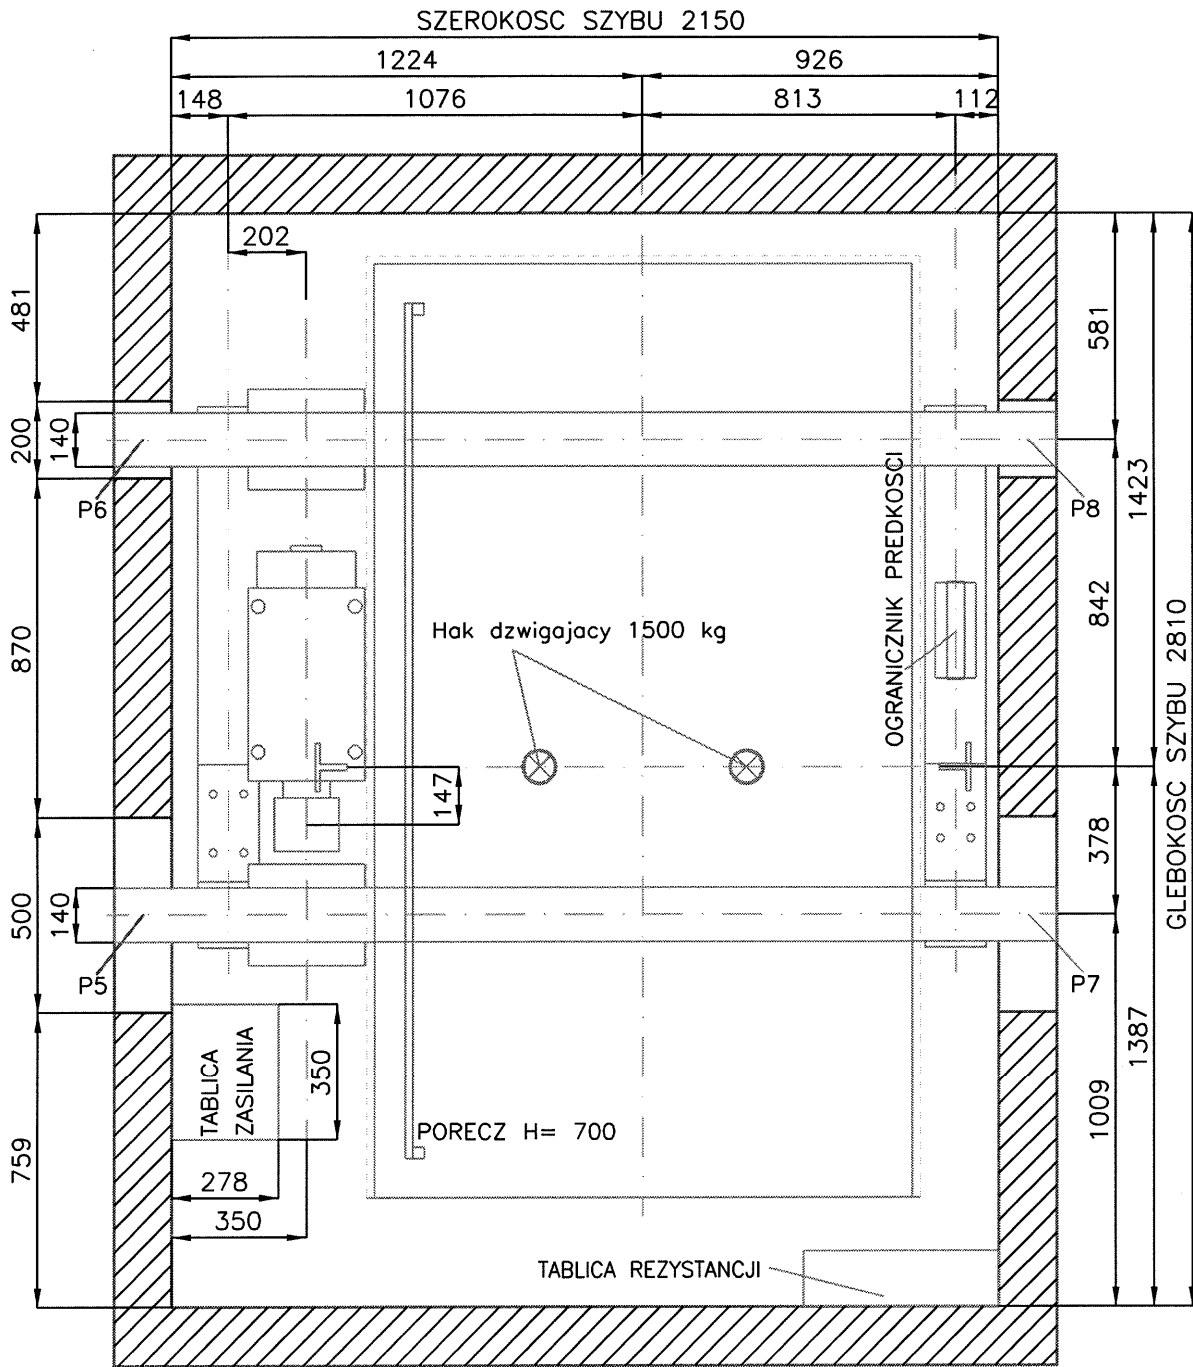 SZEROKOSC SZYBU 2150
1224
926
148
1076
813
112
202
481
581
200
140
P6
P8
1423
OGRANICZNIK PREDKOSCI
842
GLEBOKOSC SZYBU 2810
870
Hak dzwigajacy 1500 kg
147
378
500
140
P5
P7
TABLICA
ZASILANIA
350
1387
1009
759
PORECZ H= 700
278
350
TABLICA REZYSTANCJI